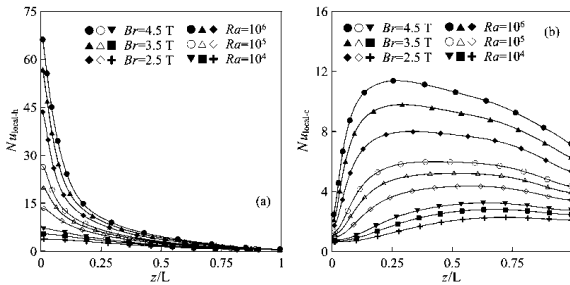 75
60
45
30
15
0
0
0.25
0.5
0.75
1
z/L
Nu_local-h
Br=4.5 T
Br=3.5 T
Br=2.5 T
Ra=10⁶
Ra=10⁵
Ra=10⁴
(a)
16
12
8
4
0
0
0.25
0.50
0.75
z/L
Nu_local-c
Br=4.5 T
Br=3.5 T
Br=2.5 T
Ra=10⁶
Ra=10⁵
Ra=10⁴
(b)